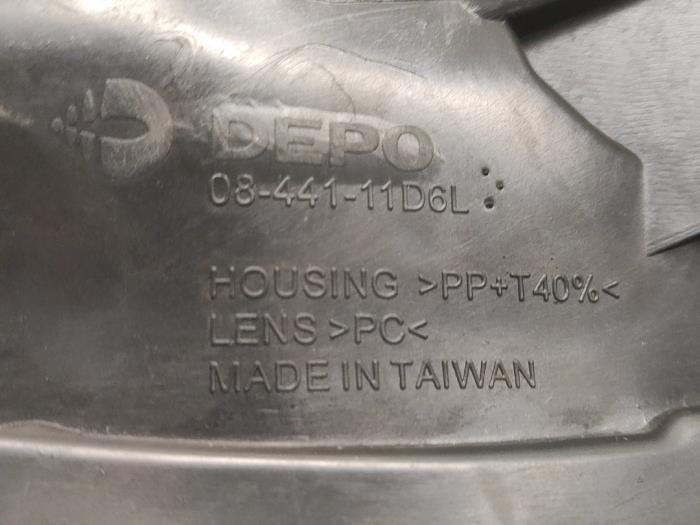 DEPO
08-441-11D6L
HOUSING >PP+T40%<
LENS >PC<
MADE IN TAIWAN